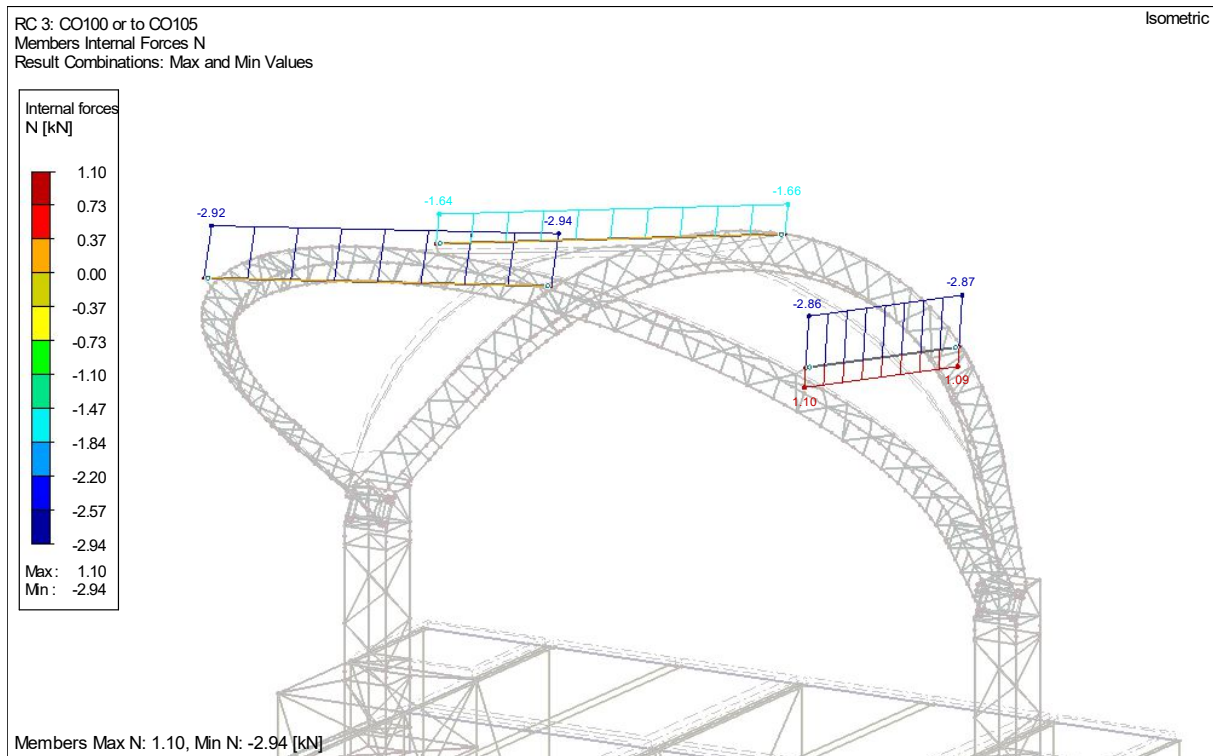 RC 3: CO100 or to CO105
Isometric
Members Internal Forces N
Result Combinations: Max and Min Values
Internal forces
N [kN]
1.10
0.73
0.37
0.00
-0.37
-0.73
-1.10
-1.47
-1.84
-2.20
-2.57
-2.94
Max : 1.10
Min : -2.94
-2.92
-2.94
-1.64
-1.66
-2.86
-2.87
1.10
1.09
Members Max N: 1.10, Min N: -2.94 [kN]